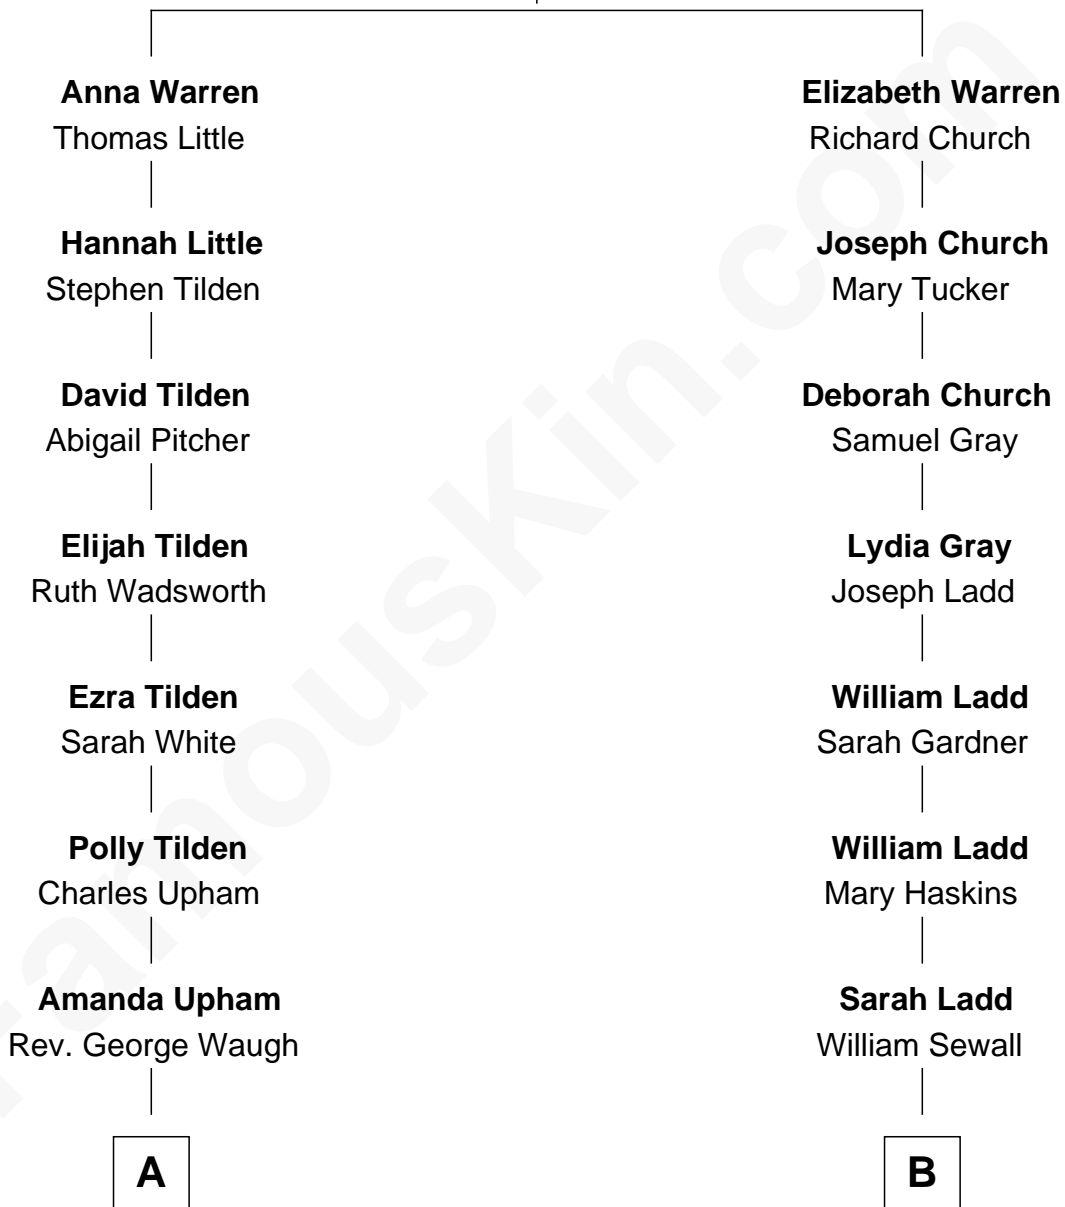 Anna Warren
Thomas Little
Hannah Little
Stephen Tilden
David Tilden
Abigail Pitcher
Elijah Tilden
Ruth Wadsworth
Ezra Tilden
Sarah White
Polly Tilden
Charles Upham
Amanda Upham
Rev. George Waugh
A
Elizabeth Warren
Richard Church
Joseph Church
Mary Tucker
Deborah Church
Samuel Gray
Lydia Gray
Joseph Ladd
William Ladd
Sarah Gardner
William Ladd
Mary Haskins
Sarah Ladd
William Sewall
B
FamousKin.com